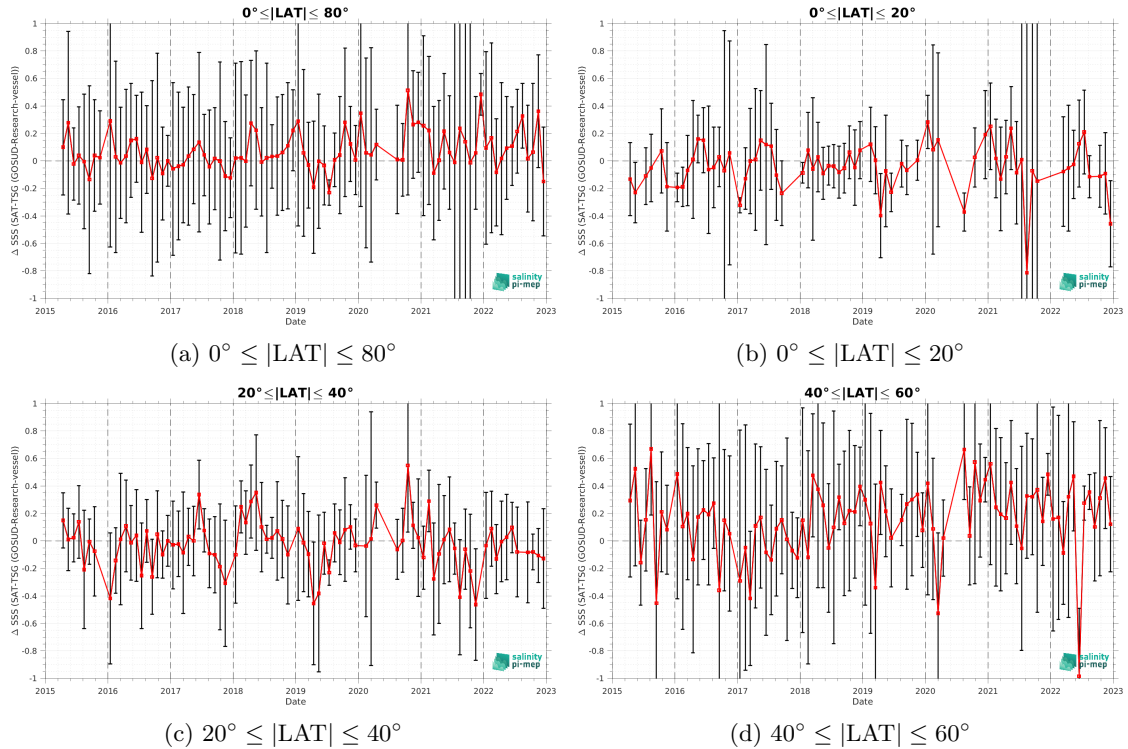 0°≤|LAT|≤ 80°
Δ SSS (SAT-TSG (GOSUD-Research-vessel))
1
0.8
0.6
0.4
0.2
0
-0.2
-0.4
-0.6
-0.8
-1
2015 2016 2017 2018 2019 2020 2021 2022 2023
Date
salinity
pi-mep
(a) 0° ≤ |LAT| ≤ 80°
0°≤|LAT|≤ 20°
Δ SSS (SAT-TSG (GOSUD-Research-vessel))
1
0.8
0.6
0.4
0.2
0
-0.2
-0.4
-0.6
-0.8
-1
2015 2016 2017 2018 2019 2020 2021 2022 2023
Date
salinity
pi-mep
(b) 0° ≤ |LAT| ≤ 20°
20°≤|LAT|≤ 40°
Δ SSS (SAT-TSG (GOSUD-Research-vessel))
1
0.8
0.6
0.4
0.2
0
-0.2
-0.4
-0.6
-0.8
-1
2015 2016 2017 2018 2019 2020 2021 2022 2023
Date
salinity
pi-mep
(c) 20° ≤ |LAT| ≤ 40°
40°≤|LAT|≤ 60°
Δ SSS (SAT-TSG (GOSUD-Research-vessel))
1
0.8
0.6
0.4
0.2
0
-0.2
-0.4
-0.6
-0.8
-1
2015 2016 2017 2018 2019 2020 2021 2022 2023
Date
salinity
pi-mep
(d) 40° ≤ |LAT| ≤ 60°